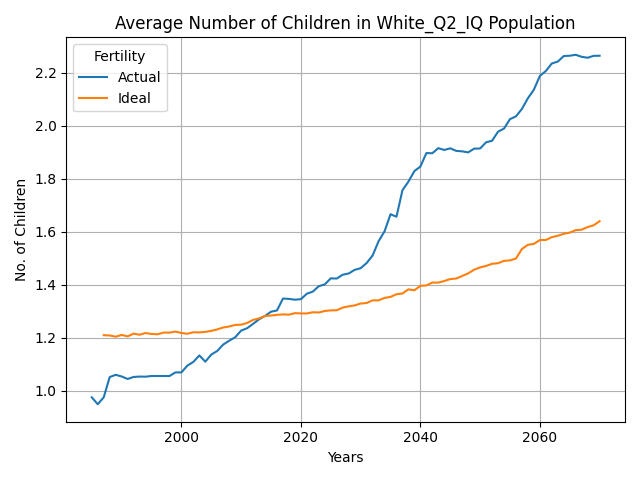 Average Number of Children in White_Q2_IQ Population
Fertility
Actual
Ideal
No. of Children
2.2
2.0
1.8
1.6
1.4
1.2
1.0
2000
2020
2040
2060
Years